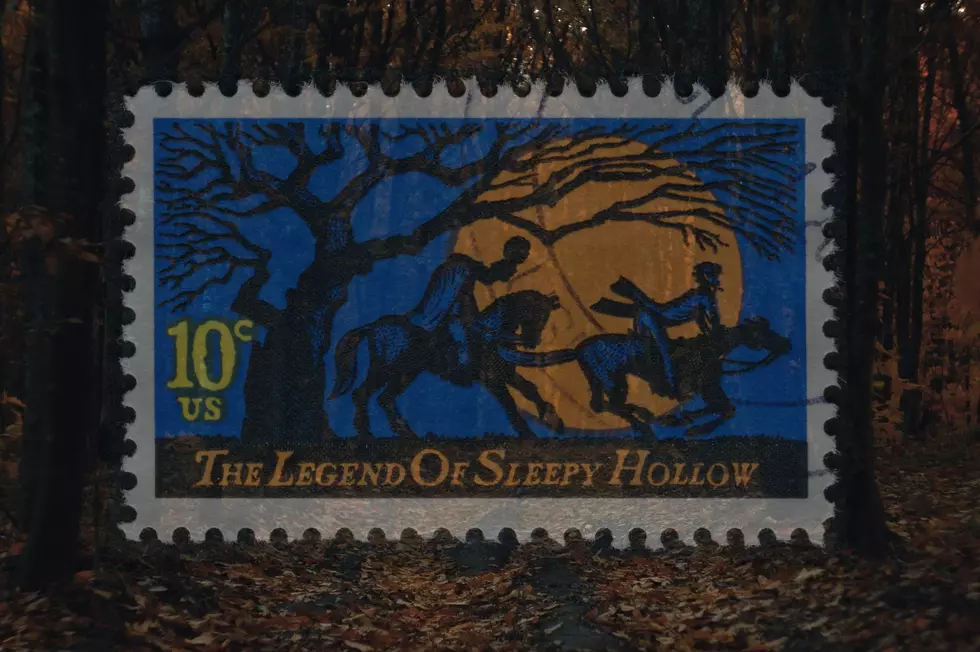 10c
US
The Legend Of Sleepy Hollow